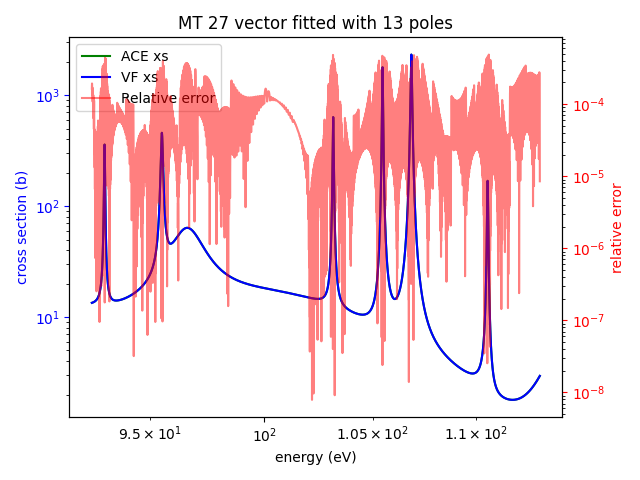 MT 27 vector fitted with 13 poles
ACE xs
VF xs
Relative error
10³
10²
10¹
cross section (b)
10⁻⁴
10⁻⁵
10⁻⁶
10⁻⁷
10⁻⁸
relative error
9.5 × 10¹
10²
1.05 × 10²
1.1 × 10²
energy (eV)